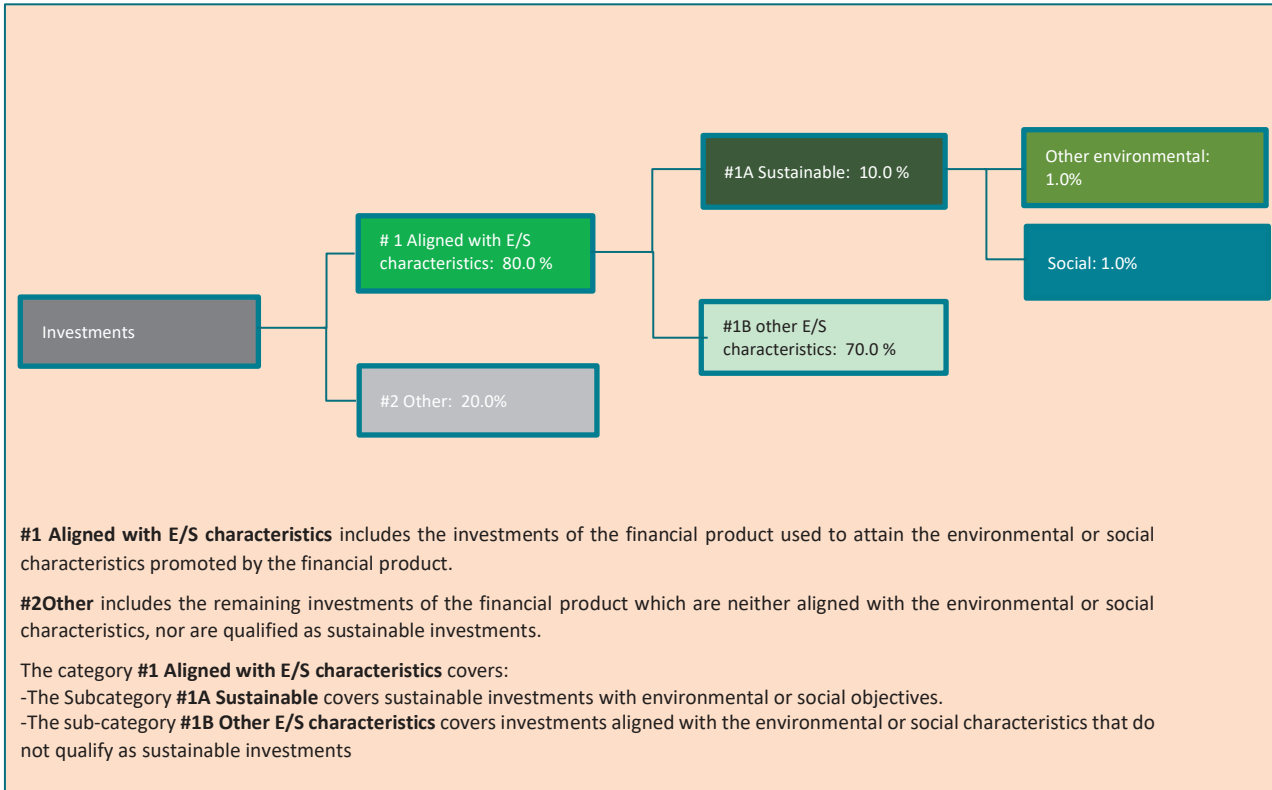 #1A Sustainable:  10.0 %
Other environmental:
1.0%
# 1 Aligned with E/S
characteristics:  80.0 %
Social: 1.0%
Investments
#1B other E/S
characteristics:  70.0 %
#2 Other:  20.0%
#1 Aligned with E/S characteristics includes the investments of the financial product used to attain the environmental or social
characteristics promoted by the financial product.
#2Other includes the remaining investments of the financial product which are neither aligned with the environmental or social
characteristics, nor are qualified as sustainable investments.
The category #1 Aligned with E/S characteristics covers:
-The Subcategory #1A Sustainable covers sustainable investments with environmental or social objectives.
-The sub-category #1B Other E/S characteristics covers investments aligned with the environmental or social characteristics that do
not qualify as sustainable investments